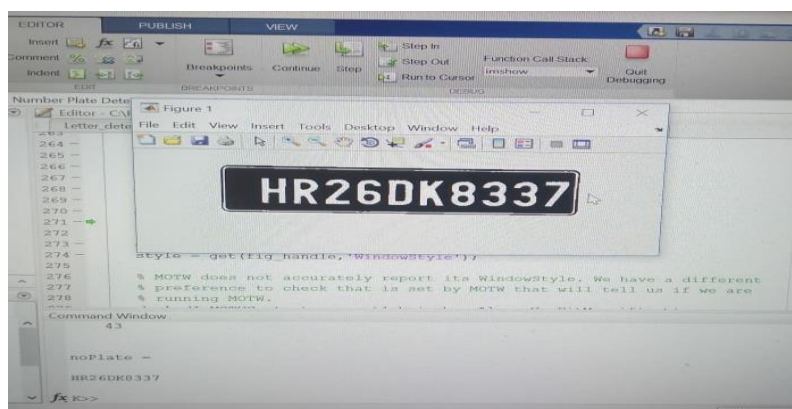 EDITOR PUBLISH VIEW
Insert fx
Comment %
Indent
Breakpoints Continue Step
Step In
Step Out
Run to Cursor
Function Call Stack
imshow
Quit
Debugging
EDIT BREAKPOINTS DEBUG
Figure 1
File Edit View Insert Tools Desktop Window Help
HR26DK8337
264 —
265 —
266 —
267 —
268 —
269 —
270 —
271 —
272
273 —
274 — style = get(fig_handle,'WindowStyle');
275
276 % MOTW does not accurately report its WindowStyle. We have a different
277 % preference to check that is set by MOTW that will tell us if we are
278 % running MOTW.
Command Window
43
noPlate =
HR26DK8337
fx K>>